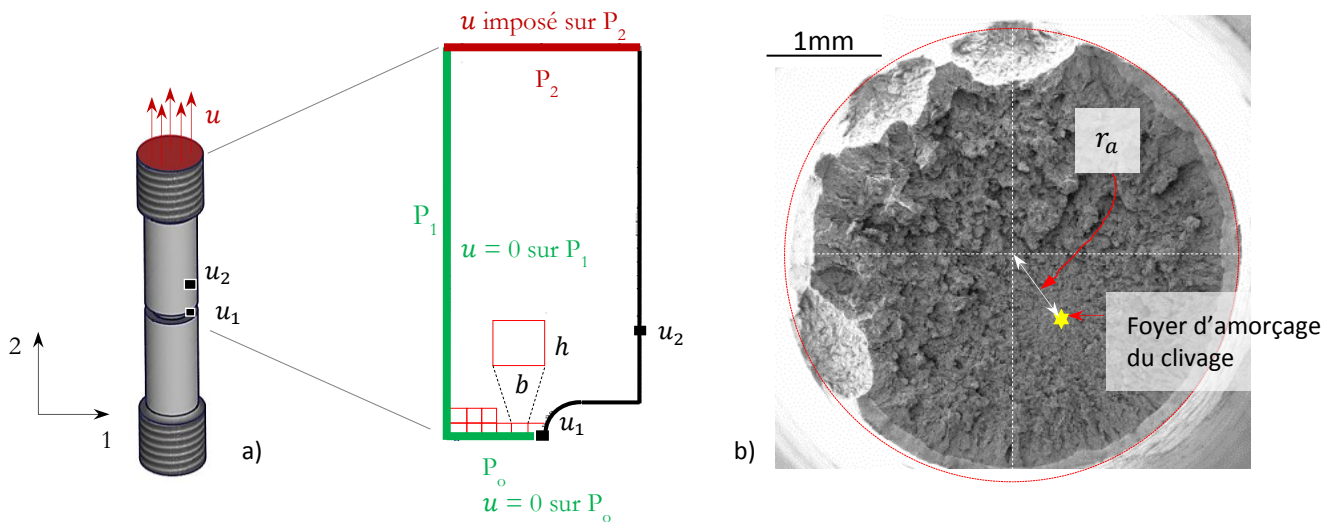 u imposé sur P₂
P₂
u
P₁
u = 0 sur P₁
u₂
u₁
2
1
a)
h
b
u₂
u₁
Pₒ
u = 0 sur Pₒ
1mm
rₐ
Foyer d’amorçage
du clivage
b)